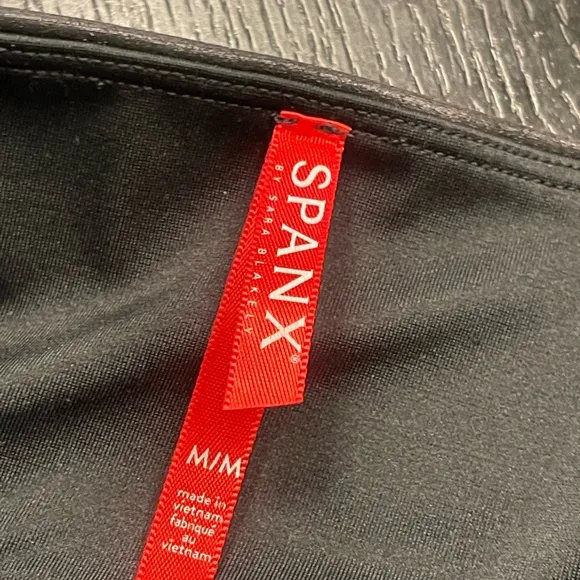 SPANX®
BY SARA BLAKELY
M/M
made in
vietnam
fabriqué
au
vietnam